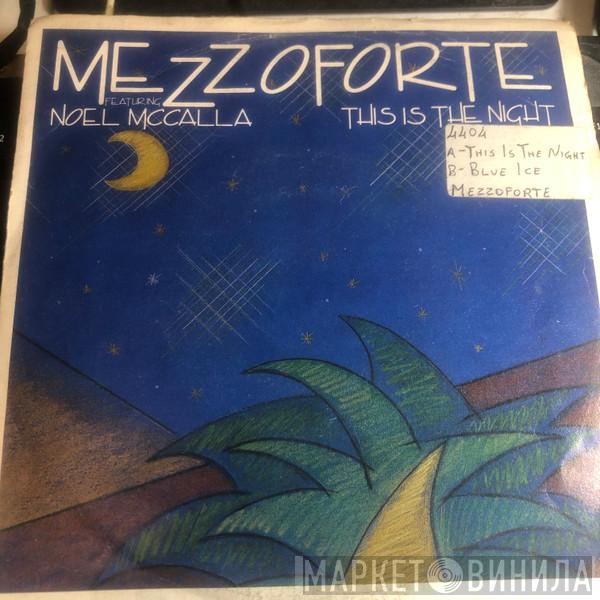 MEZZOFORTE
FEATURING
NOEL MCCALLA
THIS IS THE NIGHT
4404
A-THIS IS THE NIGHT
B-BLUE ICE
MEZZOFORTE
МАРКЕТ ВИНИЛА